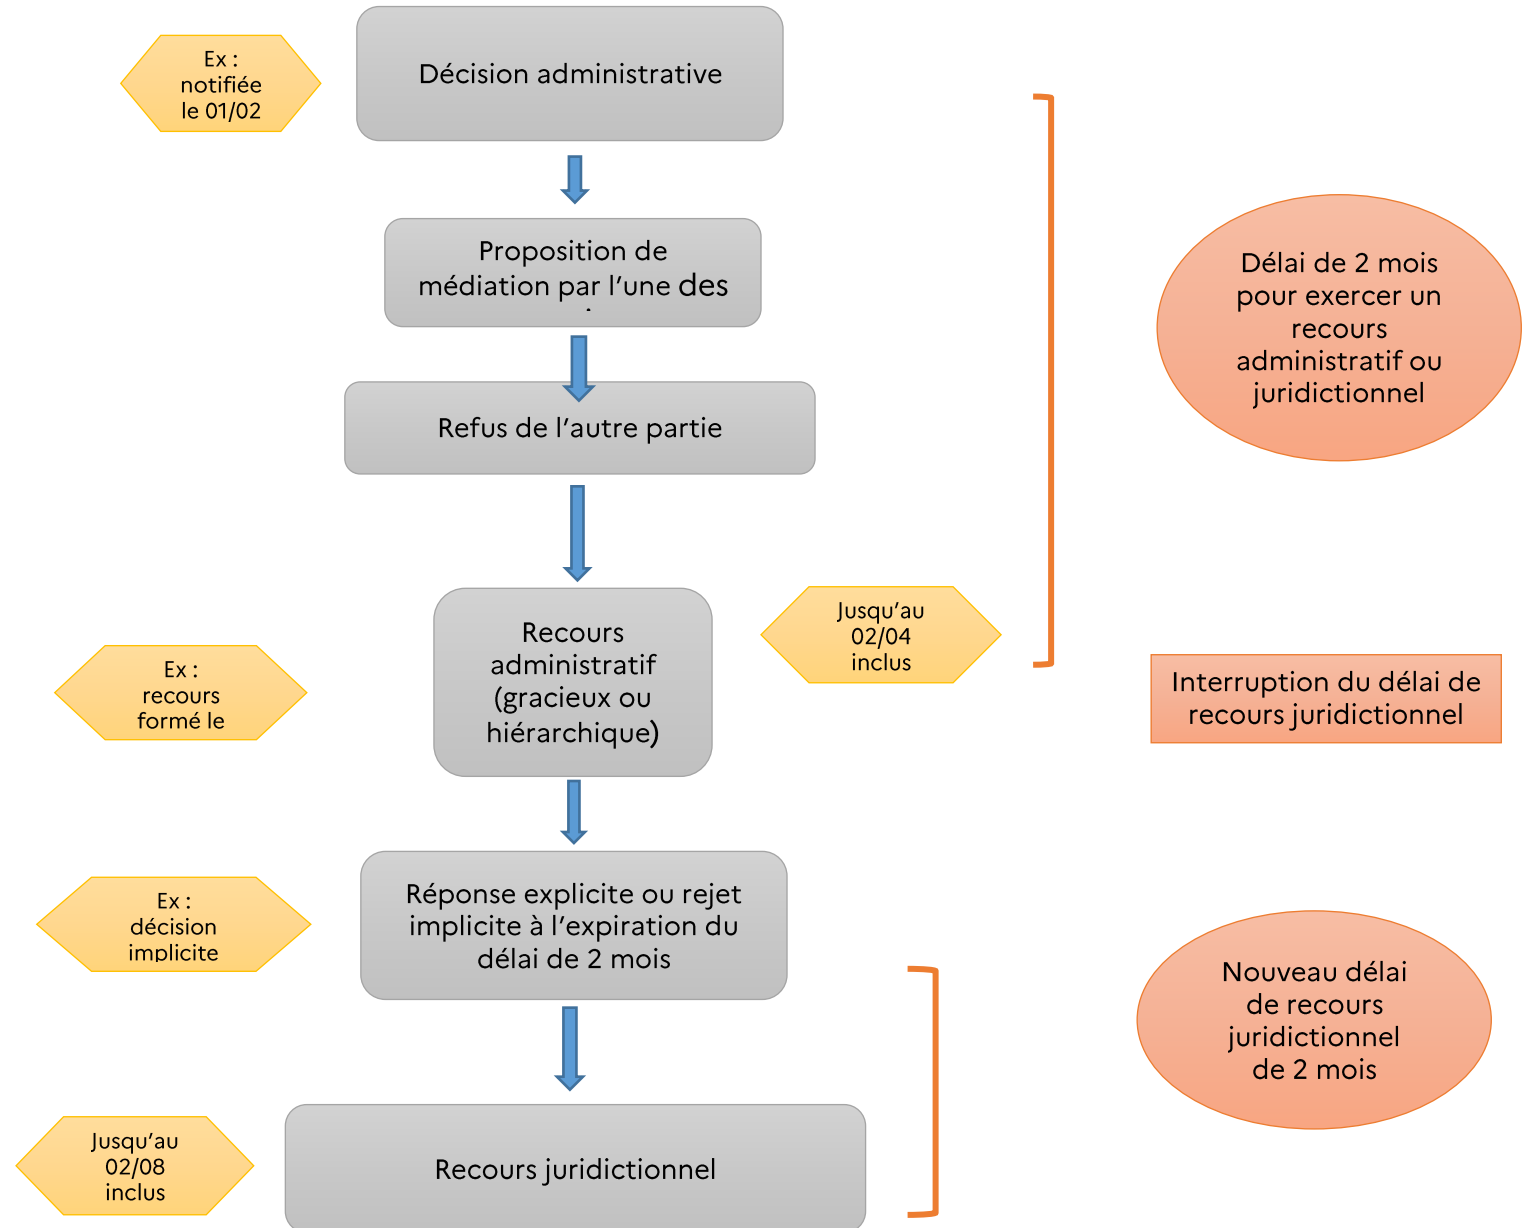 Ex :
notifiée
le 01/02
Décision administrative
Proposition de
médiation par l’une des
Délai de 2 mois
pour exercer un
recours
administratif ou
juridictionnel
Refus de l’autre partie
Recours
administratif
(gracieux ou
hiérarchique)
Jusqu’au
02/04
inclus
Ex :
recours
formé le
Interruption du délai de
recours juridictionnel
Ex :
décision
implicite
Réponse explicite ou rejet
implicite à l’expiration du
délai de 2 mois
Nouveau délai
de recours
juridictionnel
de 2 mois
Jusqu’au
02/08
inclus
Recours juridictionnel